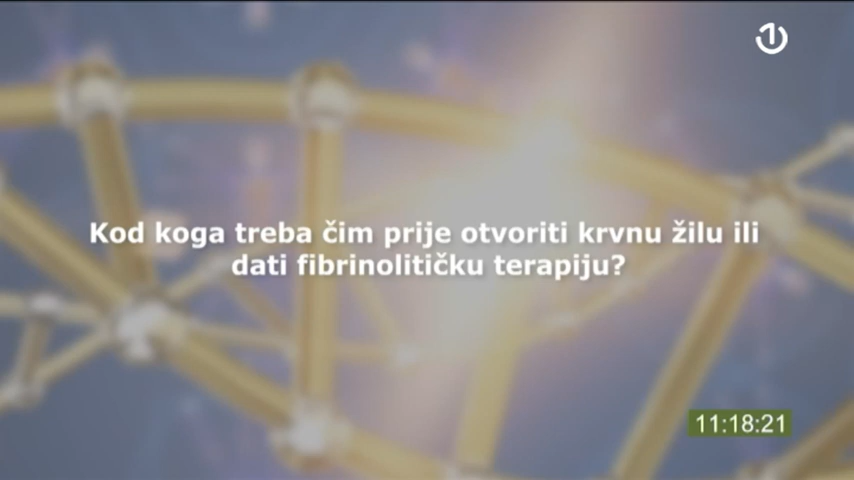 Kod koga treba čim prije otvoriti krvnu žilu ili
dati fibrinolitičku terapiju?
11:18:21